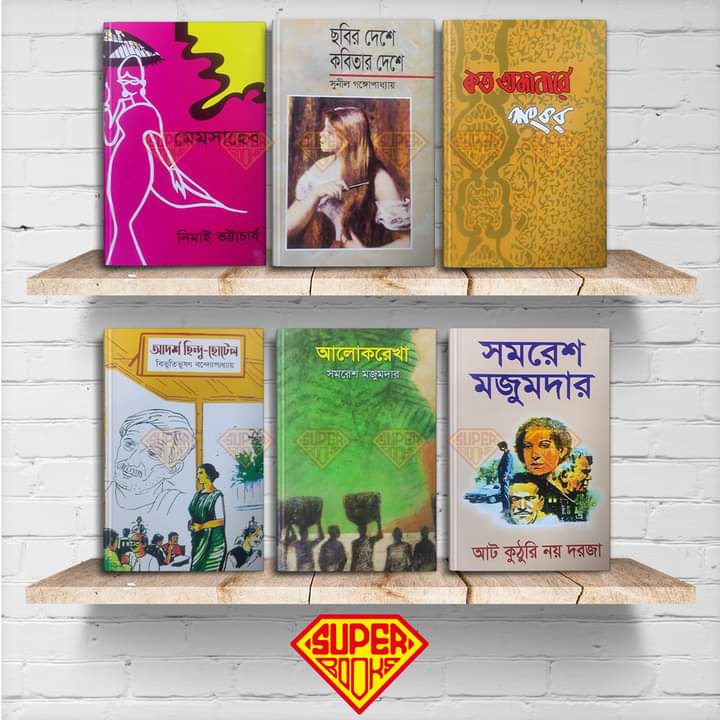 মেমসাহেব
নিমাই ভট্টাচার্য
ছবির দেশে
কবিতার দেশে
সুনীল গঙ্গোপাধ্যায়
কত অজানারে
শংকর
আদর্শ হিন্দু-হোটেল
বিভূতিভূষণ বন্দ্যোপাধ্যায়
আলোকরেখা
সমরেশ মজুমদার
সমরেশ
মজুমদার
আট কুঠুরি নয় দরজা
SUPER
BOOKS